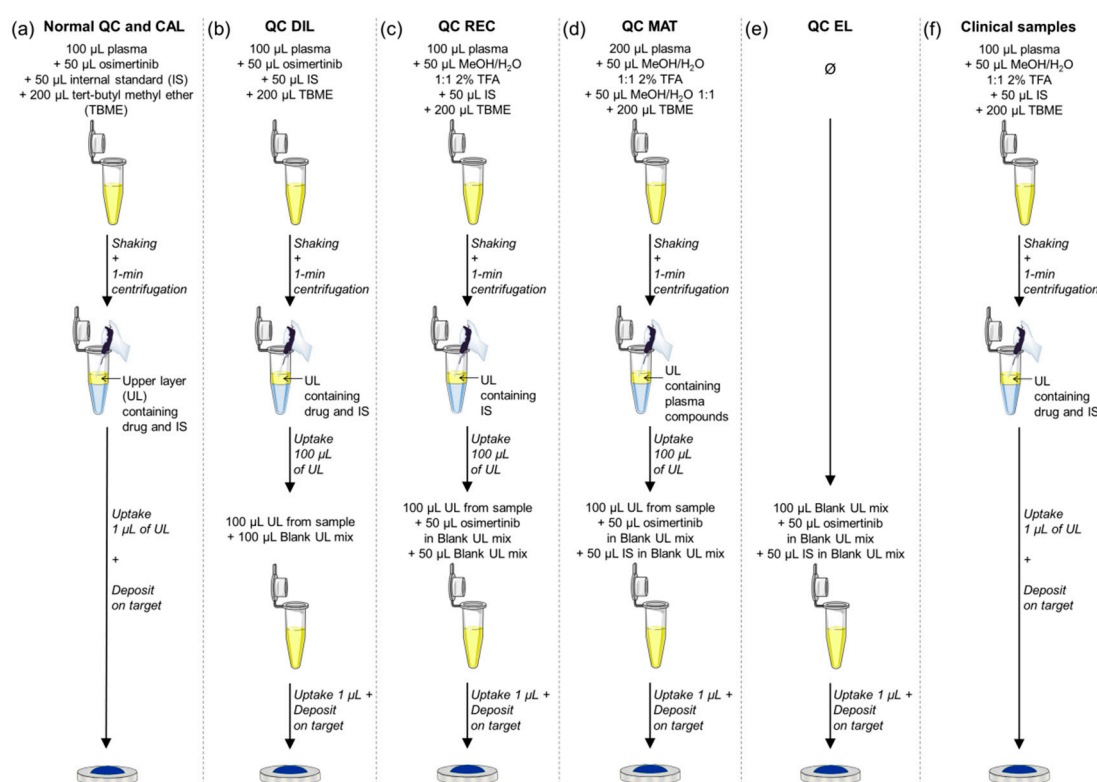 (a) Normal QC and CAL
100 µL plasma
+ 50 µL osimertinib
+ 50 µL internal standard (IS)
+ 200 µL tert-butyl methyl ether
(TBME)
Shaking
+
1-min
centrifugation
Upper layer
(UL)
containing
drug and IS
Uptake
1 µL of UL
+
Deposit
on target
(b) QC DIL
100 µL plasma
+ 50 µL osimertinib
+ 50 µL IS
+ 200 µL TBME
Shaking
+
1-min
centrifugation
UL
containing
drug and IS
Uptake
100 µL
of UL
100 µL UL from sample
+ 100 µL Blank UL mix
Uptake 1 µL +
Deposit
on target
(c) QC REC
100 µL plasma
+ 50 µL MeOH/H₂O
1:1 2% TFA
+ 50 µL IS
+ 200 µL TBME
Shaking
+
1-min
centrifugation
UL
containing
IS
Uptake
100 µL
of UL
100 µL UL from sample
+ 50 µL osimertinib
in Blank UL mix
+ 50 µL Blank UL mix
Uptake 1 µL +
Deposit
on target
(d) QC MAT
200 µL plasma
+ 50 µL MeOH/H₂O
1:1 2% TFA
+ 50 µL MeOH/H₂O 1:1
+ 200 µL TBME
Shaking
+
1-min
centrifugation
UL
containing
plasma
compounds
Uptake
100 µL
of UL
100 µL UL from sample
+ 50 µL osimertinib
in Blank UL mix
+ 50 µL IS in Blank UL mix
Uptake 1 µL +
Deposit
on target
(e) QC EL
Ø
100 µL Blank UL mix
+ 50 µL osimertinib
in Blank UL mix
+ 50 µL IS in Blank UL mix
Uptake 1 µL +
Deposit
on target
(f) Clinical samples
100 µL plasma
+ 50 µL MeOH/H₂O
1:1 2% TFA
+ 50 µL IS
+ 200 µL TBME
Shaking
+
1-min
centrifugation
UL
containing
drug and IS
Uptake
1 µL of UL
+
Deposit
on target